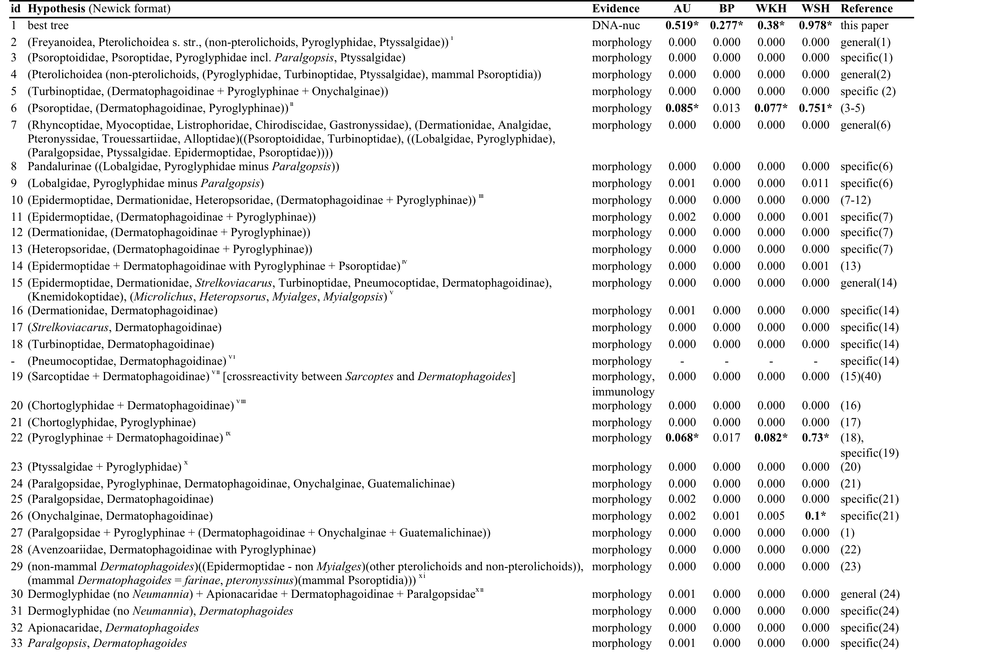 id Hypothesis (Newick format) Evidence AU BP WKH WSH Reference
1 best tree DNA-nuc 0.519* 0.277* 0.38* 0.978* this paper
2 (Freyanoidea, Pterolichoidea s. str., (non-pterolichoids, Pyroglyphidae, Ptyssalgidae)) ı morphology 0.000 0.000 0.000 0.000 general(1)
3 (Psoroptoididae, Psoroptidae, Pyroglyphidae incl. Paralgopsis, Ptyssalgidae) morphology 0.000 0.000 0.000 0.000 specific(1)
4 (Pterolichoidea (non-pterolichoids, (Pyroglyphidae, Turbinoptidae, Ptyssalgidae), mammal Psoroptidia)) morphology 0.000 0.000 0.000 0.000 general(2)
5 (Turbinoptidae, (Dermatophagoidinae + Pyroglyphinae + Onychalginae)) morphology 0.000 0.000 0.000 0.000 specific (2)
6 (Psoroptidae, (Dermatophagoidinae, Pyroglyphinae)) ıı morphology 0.085* 0.013 0.077* 0.751* (3-5)
7 (Rhyncoptidae, Myocoptidae, Listrophoridae, Chirodiscidae, Gastronyssidae), (Dermationidae, Analgidae, morphology 0.000 0.000 0.000 0.000 general(6)
Pteronyssidae, Trouessartiidae, Alloptidae)((Psoroptoididae, Turbinoptidae), ((Lobalgidae, Pyroglyphidae),
(Paralgopsidae, Ptyssalgidae. Epidermoptidae, Psoroptidae))))
8 Pandalurinae ((Lobalgidae, Pyroglyphidae minus Paralgopsis)) morphology 0.000 0.000 0.000 0.000 specific(6)
9 (Lobalgidae, Pyroglyphidae minus Paralgopsis) morphology 0.001 0.000 0.000 0.011 specific(6)
10 (Epidermoptidae, Dermationidae, Heteropsoridae, (Dermatophagoidinae + Pyroglyphinae)) ııı morphology 0.000 0.000 0.000 0.000 (7-12)
11 (Epidermoptidae, (Dermatophagoidinae + Pyroglyphinae)) morphology 0.002 0.000 0.000 0.001 specific(7)
12 (Dermationidae, (Dermatophagoidinae + Pyroglyphinae)) morphology 0.000 0.000 0.000 0.000 specific(7)
13 (Heteropsoridae, (Dermatophagoidinae + Pyroglyphinae)) morphology 0.000 0.000 0.000 0.000 specific(7)
14 (Epidermoptidae + Dermatophagoidinae with Pyroglyphinae + Psoroptidae) ıv morphology 0.000 0.000 0.000 0.001 (13)
15 (Epidermoptidae, Dermationidae, Strelkoviacarus, Turbinoptidae, Pneumocoptidae, Dermatophagoidinae), morphology 0.000 0.000 0.000 0.000 general(14)
(Knemidokoptidae), (Microlichus, Heteropsorus, Myialges, Myialgopsis) v
16 (Dermationidae, Dermatophagoidinae) morphology 0.001 0.000 0.000 0.000 specific(14)
17 (Strelkoviacarus, Dermatophagoidinae) morphology 0.000 0.000 0.000 0.000 specific(14)
18 (Turbinoptidae, Dermatophagoidinae) morphology 0.000 0.000 0.000 0.000 specific(14)
- (Pneumocoptidae, Dermatophagoidinae) vı morphology - - - - specific(14)
19 (Sarcoptidae + Dermatophagoidinae) vıı [crossreactivity between Sarcoptes and Dermatophagoides] morphology, 0.000 0.000 0.000 0.000 (15)(40)
immunology
20 (Chortoglyphidae + Dermatophagoidinae) vııı morphology 0.000 0.000 0.000 0.000 (16)
21 (Chortoglyphidae, Pyroglyphinae) morphology 0.000 0.000 0.000 0.000 (17)
22 (Pyroglyphinae + Dermatophagoidinae) ıx morphology 0.068* 0.017 0.082* 0.73* (18),
specific(19)
23 (Ptyssalgidae + Pyroglyphidae) x morphology 0.000 0.000 0.000 0.000 (20)
24 (Paralgopsidae, Pyroglyphinae, Dermatophagoidinae, Onychalginae, Guatemalichinae) morphology 0.000 0.000 0.000 0.000 (21)
25 (Paralgopsidae, Dermatophagoidinae) morphology 0.002 0.000 0.000 0.000 specific(21)
26 (Onychalginae, Dermatophagoidinae) morphology 0.002 0.001 0.005 0.1* specific(21)
27 (Paralgopsidae + Pyroglyphinae + (Dermatophagoidinae + Onychalginae + Guatemalichinae)) morphology 0.000 0.000 0.000 0.000 (1)
28 (Avenzoariidae, Dermatophagoidinae with Pyroglyphinae) morphology 0.000 0.000 0.000 0.000 (22)
29 (non-mammal Dermatophagoides)((Epidermoptidae - non Myialges)(other pterolichoids and non-pterolichoids)), morphology 0.000 0.000 0.000 0.000 (23)
(mammal Dermatophagoides = farinae, pteronyssinus)(mammal Psoroptidia))) xi
30 Dermoglyphidae (no Neumannia) + Apionacaridae + Dermatophagoidinae + Paralgopsidae xıı morphology 0.001 0.000 0.000 0.000 general (24)
31 Dermoglyphidae (no Neumannia), Dermatophagoides morphology 0.000 0.000 0.000 0.000 specific(24)
32 Apionacaridae, Dermatophagoides morphology 0.000 0.000 0.000 0.000 specific(24)
33 Paralgopsis, Dermatophagoides morphology 0.001 0.000 0.000 0.000 specific(24)